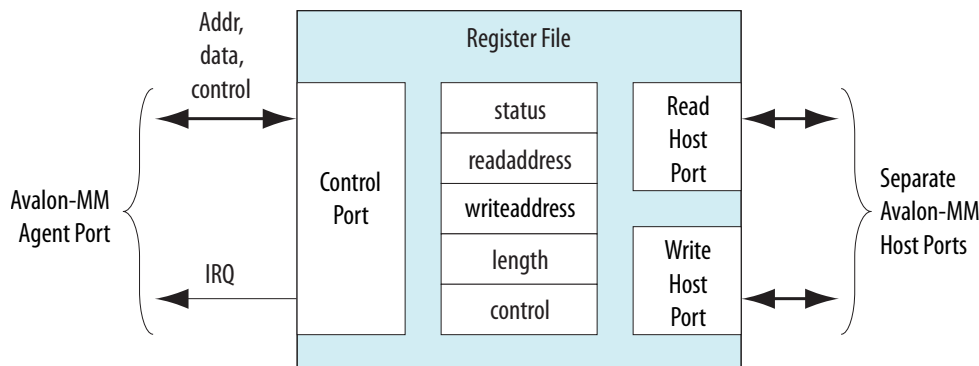 Addr,
data,
control
Register File
status
readaddress
writeaddress
length
control
Control
Port
Read
Host
Port
Write
Host
Port
Avalon-MM
Agent Port
IRQ
Separate
Avalon-MM
Host Ports